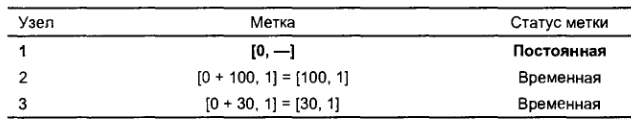 Узел Метка Статус метки
1 [0, —] Постоянная
2 [0 + 100, 1] = [100, 1] Временная
3 [0 + 30, 1] = [30, 1] Временная